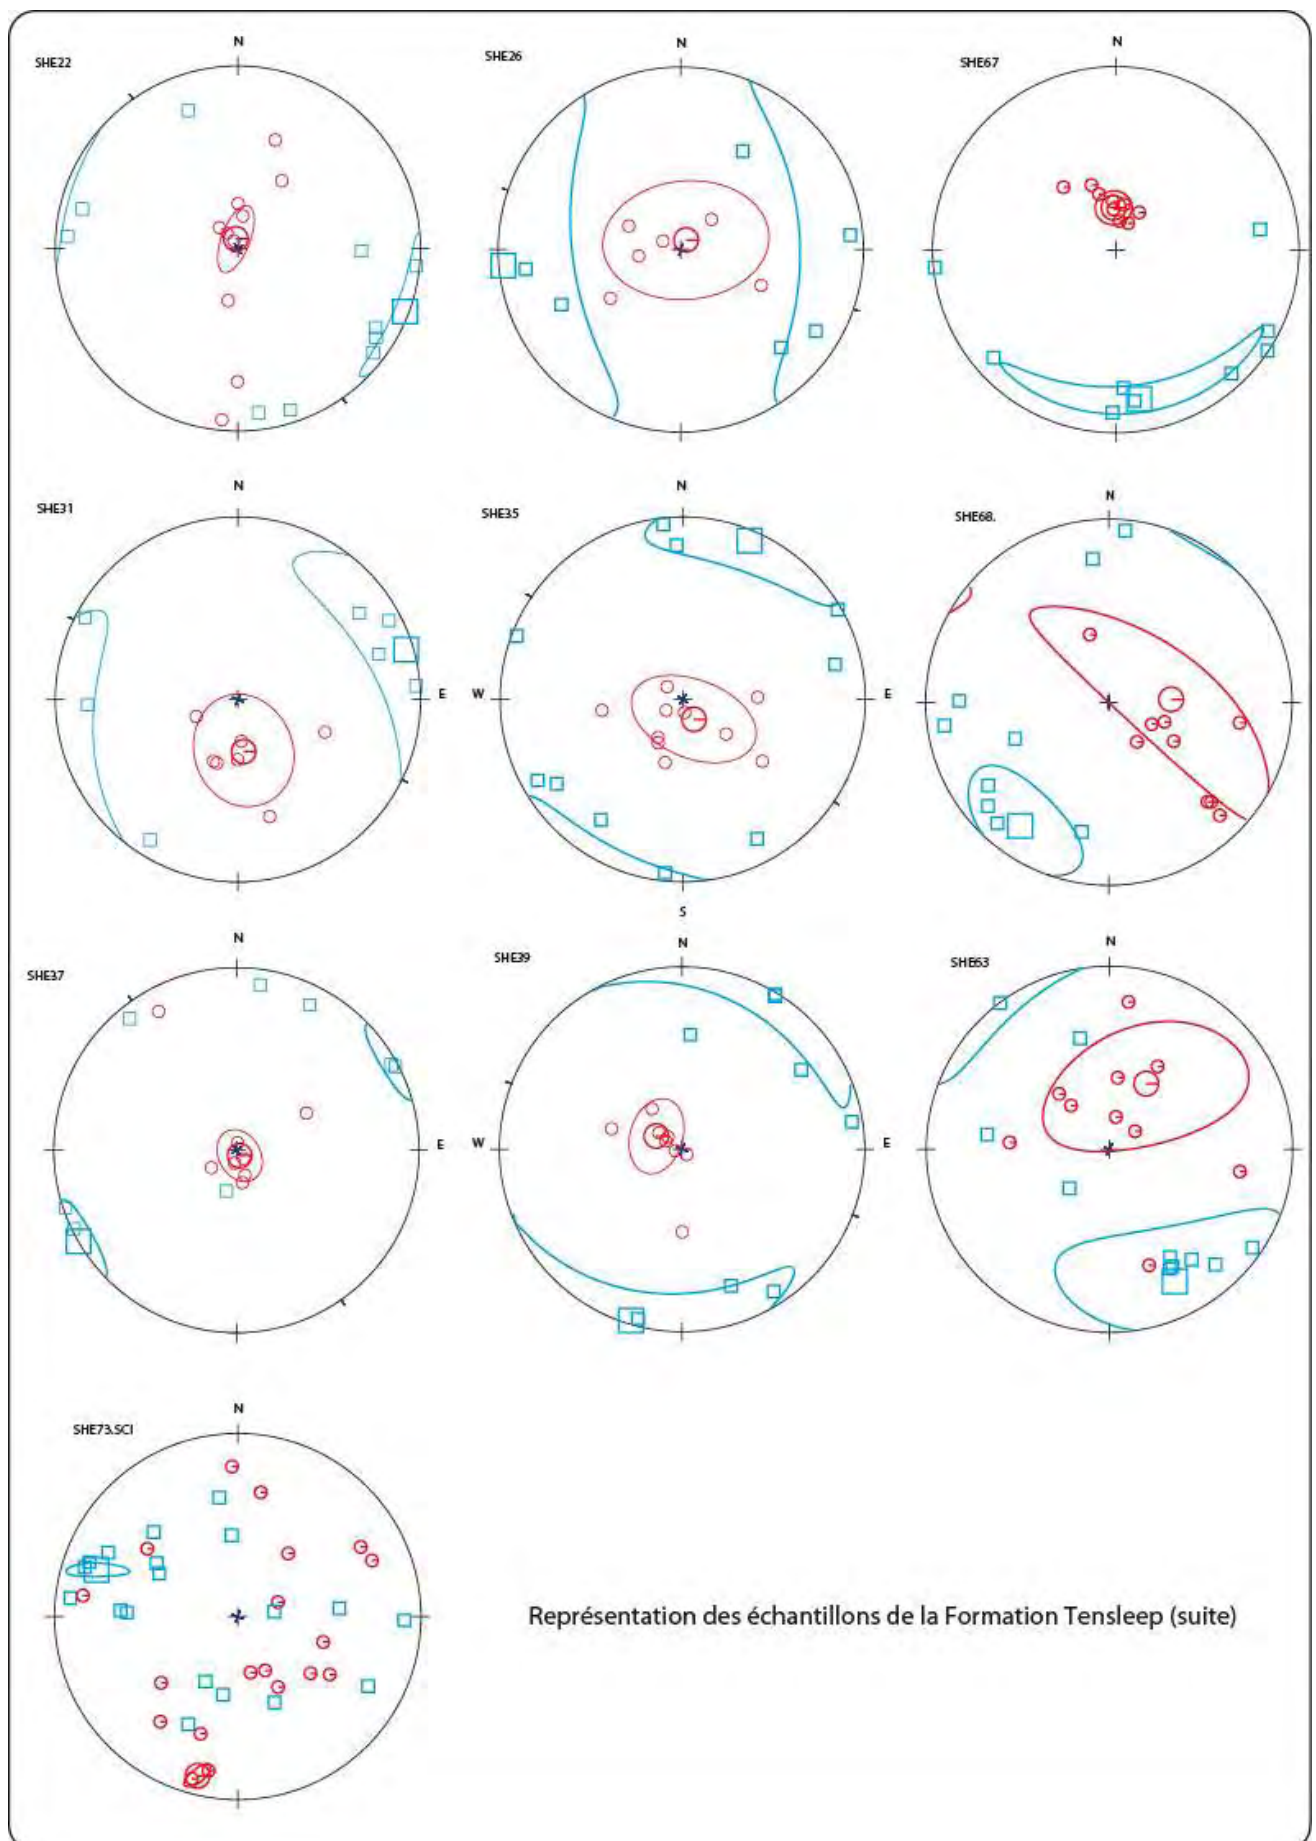 N
SHE22
N
SHE26
N
SHE67
N
SHE31
E
N
SHE35
W
E
S
N
SHE68.
N
SHE37
E
N
SHE39
W
E
N
SHE63
N
SHE73.SCI
Représentation des échantillons de la Formation Tensleep (suite)